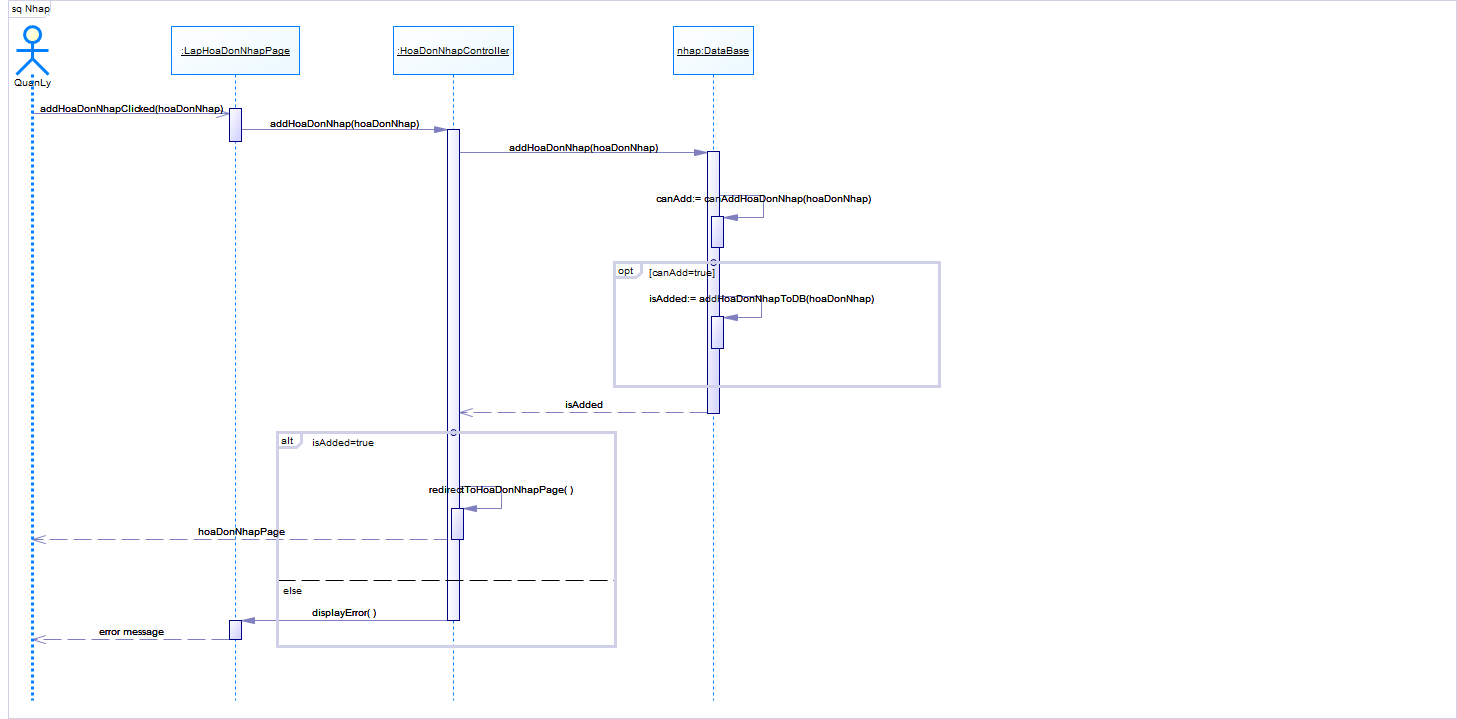 sq Nhap
QuanLy
:LapHoaDonNhapPage
:HoaDonNhapController
nhap:DataBase
addHoaDonNhapClicked(hoaDonNhap)
addHoaDonNhap(hoaDonNhap)
addHoaDonNhap(hoaDonNhap)
canAdd:= canAddHoaDonNhap(hoaDonNhap)
opt
[canAdd=true]
isAdded:= addHoaDonNhapToDB(hoaDonNhap)
isAdded
alt
isAdded=true
redirectToHoaDonNhapPage( )
hoaDonNhapPage
else
displayError( )
error message